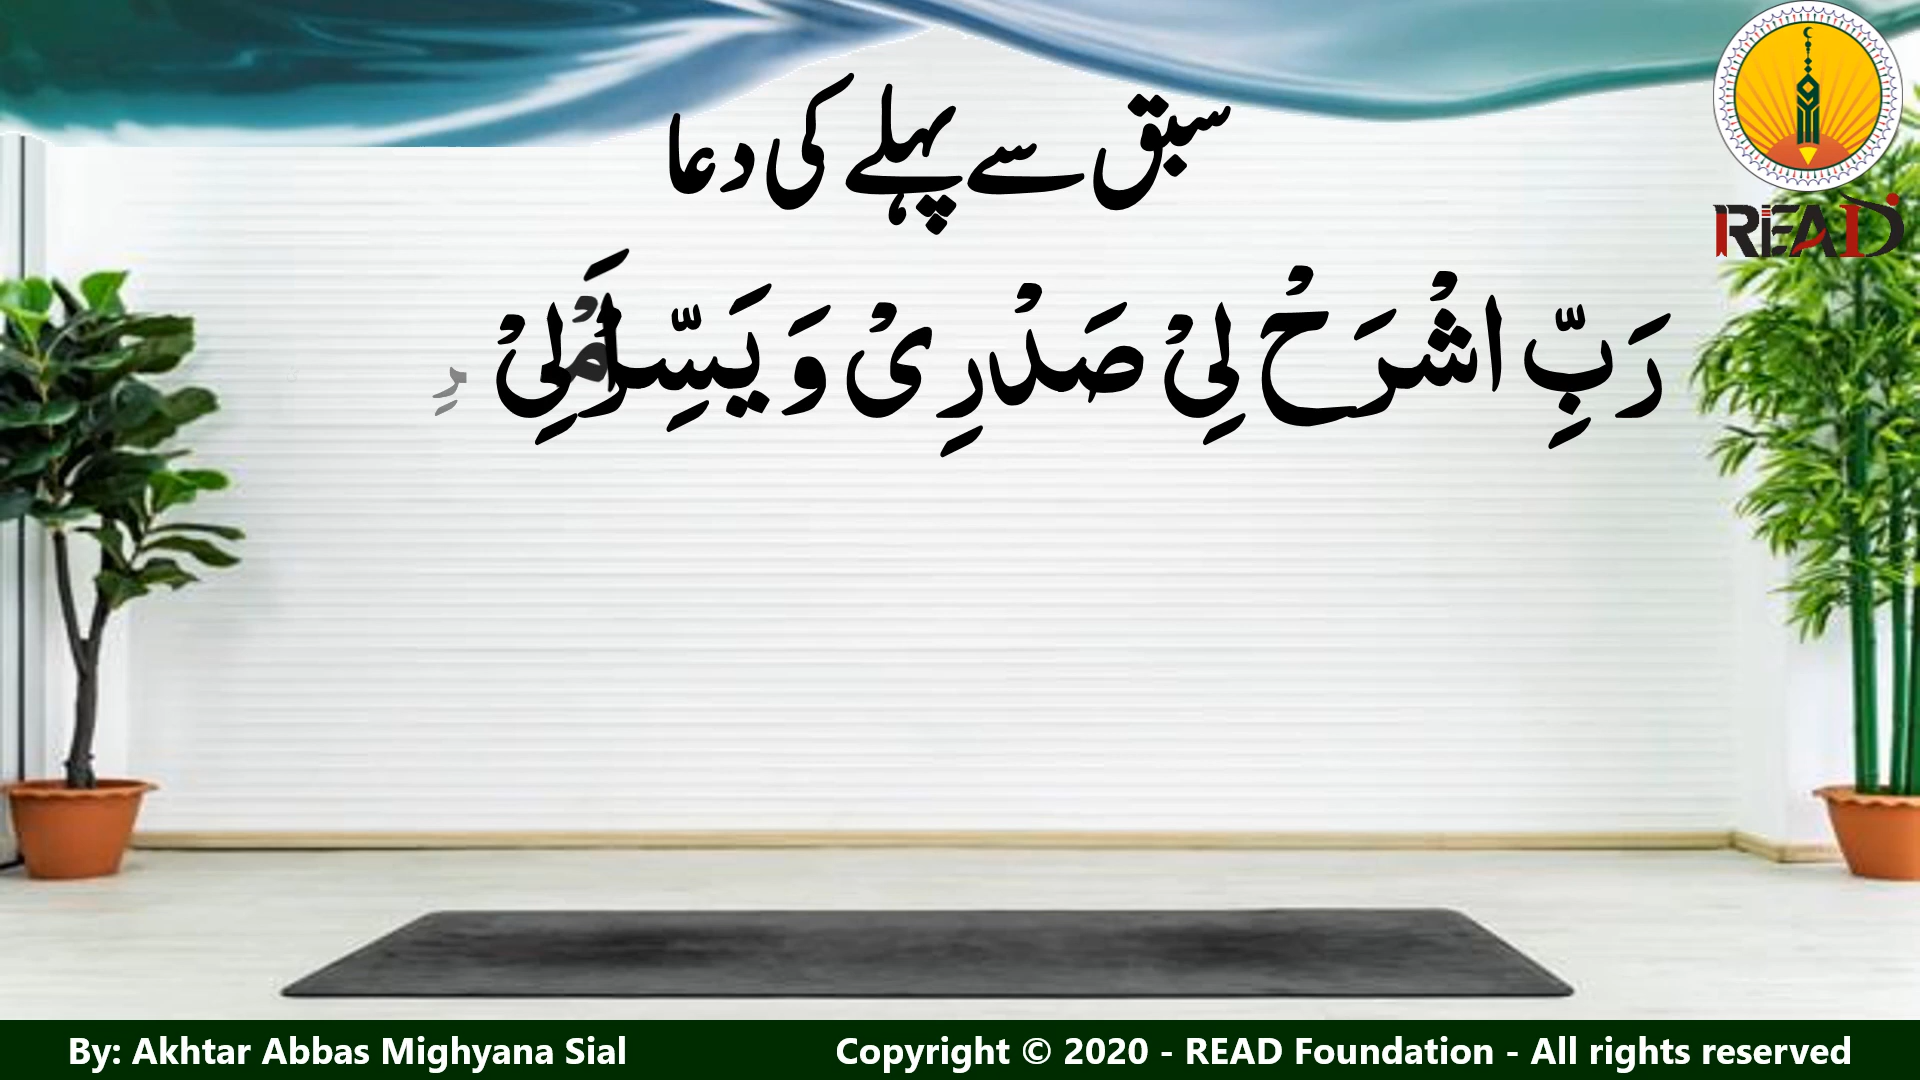 سبق سے پہلے کی دعا
رَبِّ اشْرَحْ لِیْ صَدْرِیْ وَ یَسِّرْ لِیْ
READ
By: Akhtar Abbas Mighyana Sial
Copyright © 2020 - READ Foundation - All rights reserved